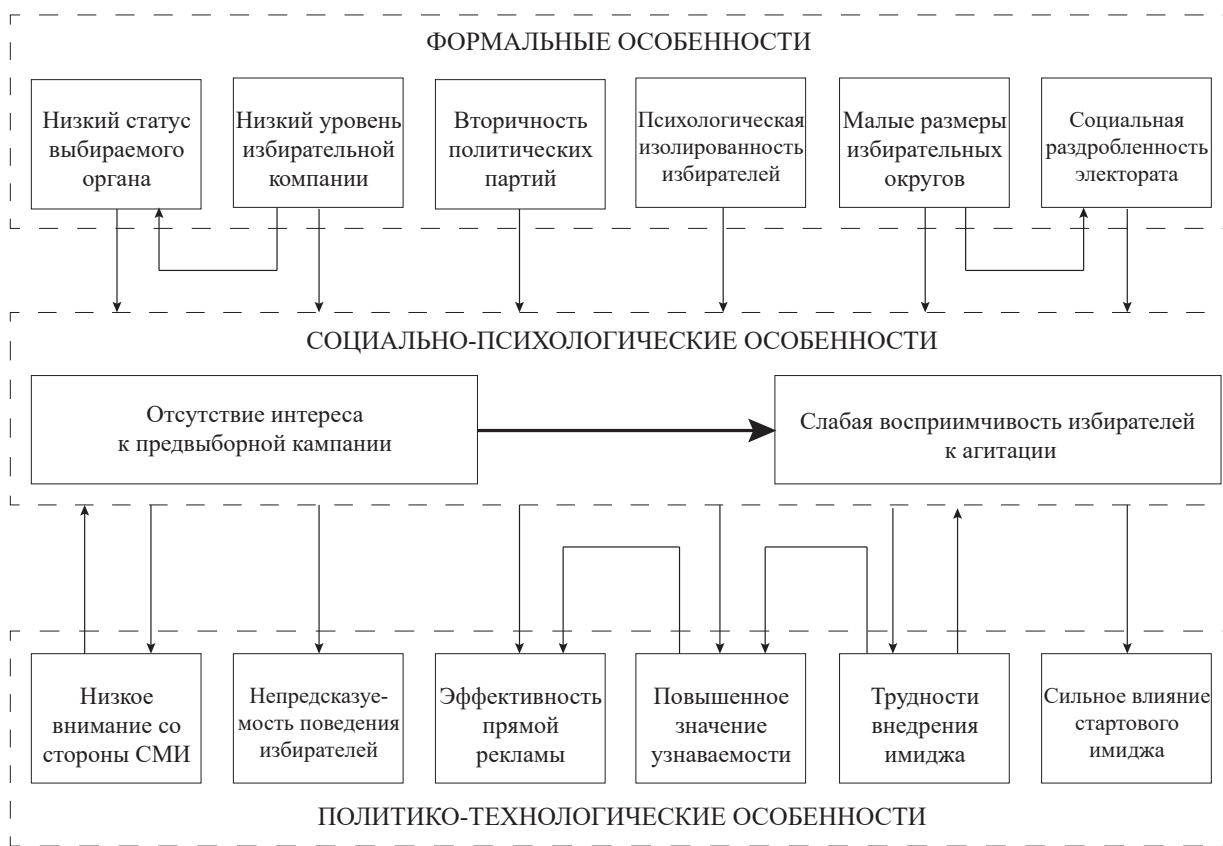 ФОРМАЛЬНЫЕ ОСОБЕННОСТИ
Низкий статус
выбираемого
органа
Низкий уровень
избирательной
компании
Вторичность
политических
партий
Психологическая
изолированность
избирателей
Малые размеры
избирательных
округов
Социальная
раздробленность
электората
СОЦИАЛЬНО-ПСИХОЛОГИЧЕСКИЕ ОСОБЕННОСТИ
Отсутствие интереса
к предвыборной кампании
Слабая восприимчивость избирателей
к агитации
Низкое
внимание со
стороны СМИ
Непредсказуе-
мость поведения
избирателей
Эффективность
прямой
рекламы
Повышенное
значение
узнаваемости
Трудности
внедрения
имиджа
Сильное влияние
стартового
имиджа
ПОЛИТИКО-ТЕХНОЛОГИЧЕСКИЕ ОСОБЕННОСТИ